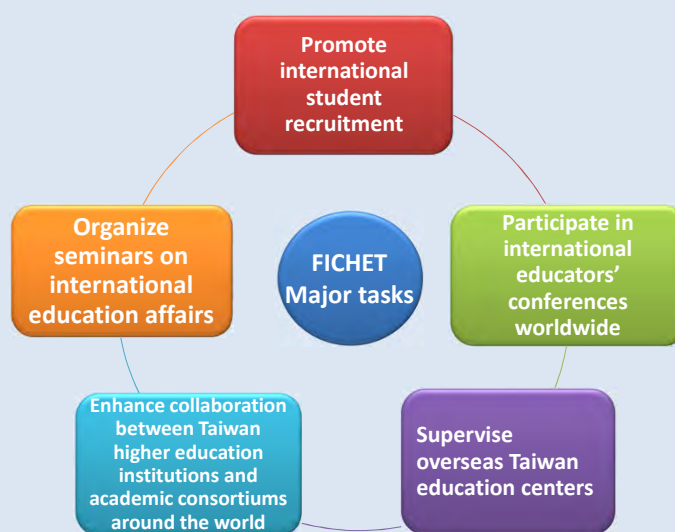 Promote
international
student
recruitment
Organize
seminars on
international
education affairs
FICHET
Major tasks
Participate in
international
educators’
conferences
worldwide
Enhance collaboration
between Taiwan
higher education
institutions and
academic consortiums
around the world
Supervise
overseas Taiwan
education centers